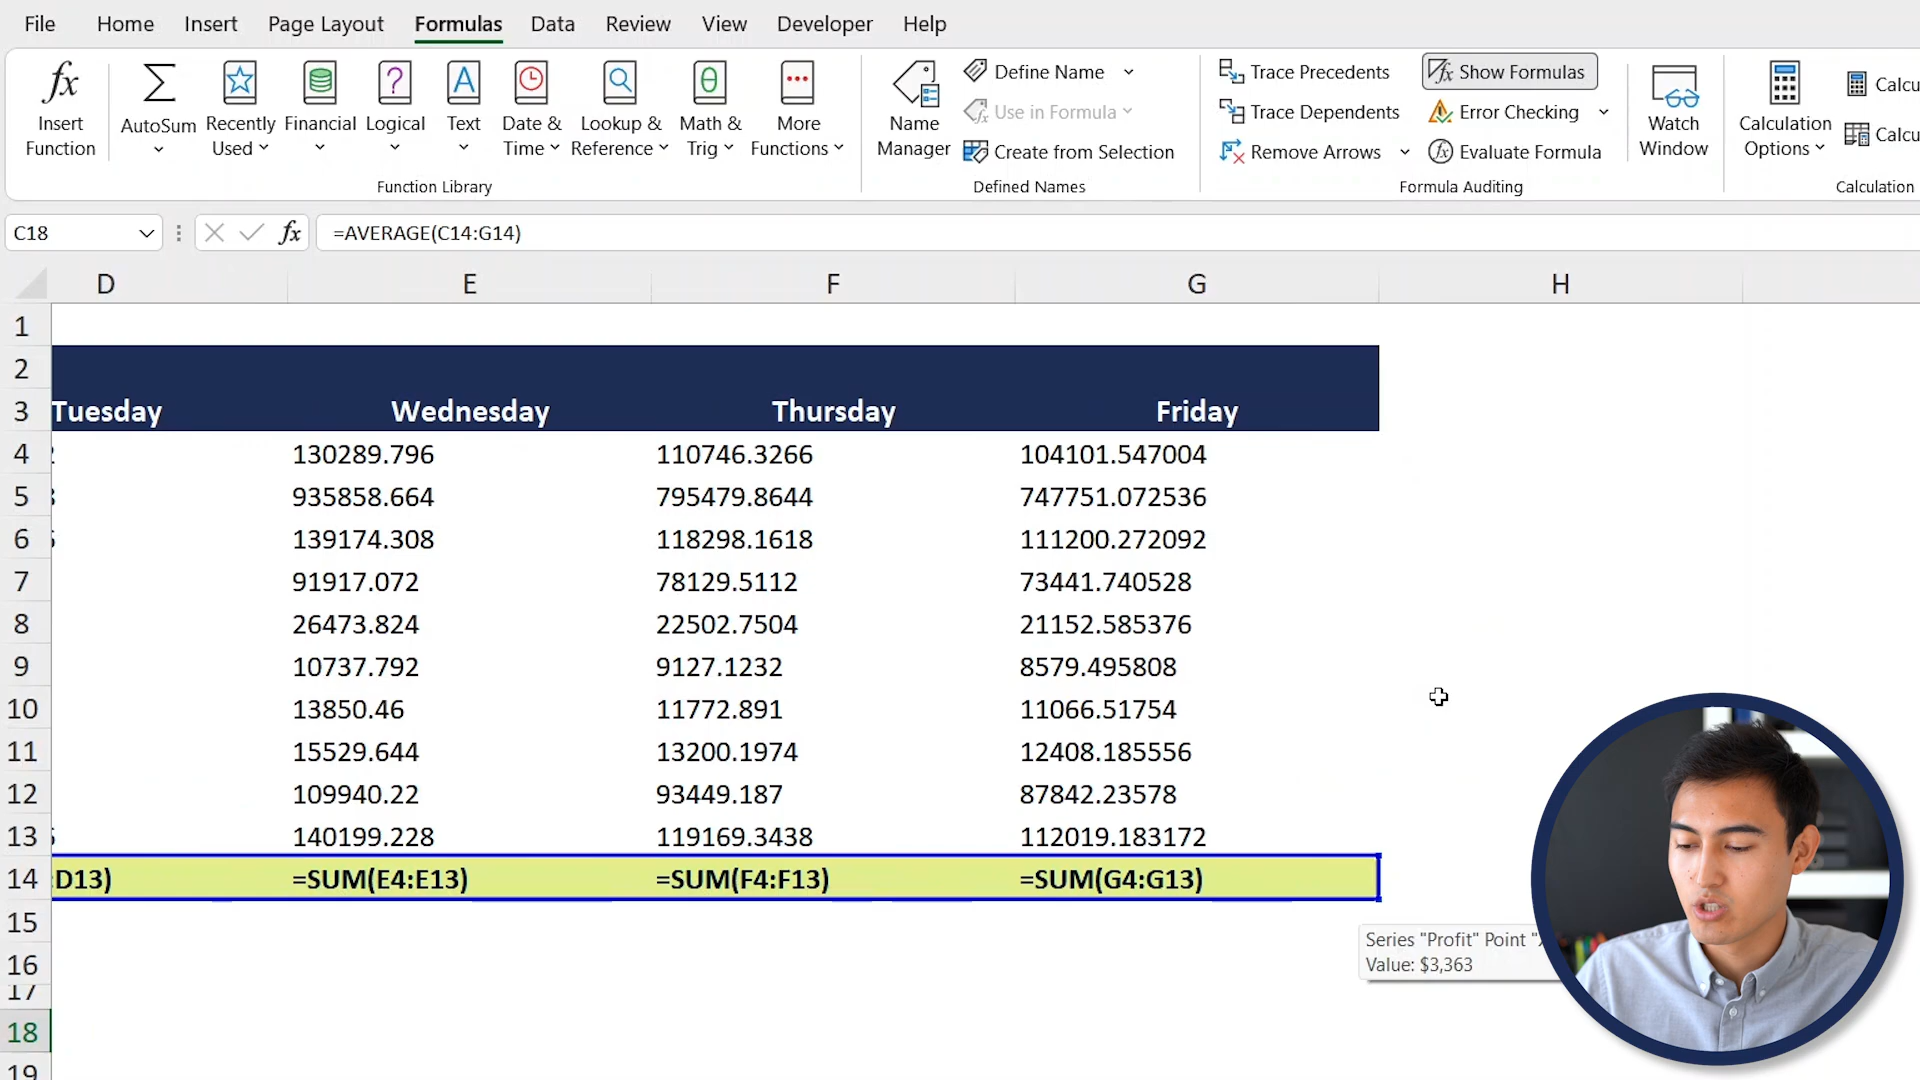 File Home Insert Page Layout Formulas Data Review View Developer Help
Insert Function
AutoSum
Recently Used
Financial
Logical
Text
Date & Time
Lookup & Reference
Math & Trig
More Functions
Function Library
Name Manager
Define Name
Use in Formula
Create from Selection
Defined Names
Trace Precedents
Trace Dependents
Remove Arrows
Show Formulas
Error Checking
Evaluate Formula
Formula Auditing
Watch Window
Calculation Options
Calcu
Calcu
Calculation
C18 fx =AVERAGE(C14:G14)
D E F G H
1
2
3 Tuesday Wednesday Thursday Friday
4 130289.796 110746.3266 104101.547004
5 935858.664 795479.8644 747751.072536
6 139174.308 118298.1618 111200.272092
7 91917.072 78129.5112 73441.740528
8 26473.824 22502.7504 21152.585376
9 10737.792 9127.1232 8579.495808
10 13850.46 11772.891 11066.51754
11 15529.644 13200.1974 12408.185556
12 109940.22 93449.187 87842.23578
13 140199.228 119169.3438 112019.183172
14 :D13) =SUM(E4:E13) =SUM(F4:F13) =SUM(G4:G13)
15
Series "Profit" Point "
16
Value: $3,363
17
18
19